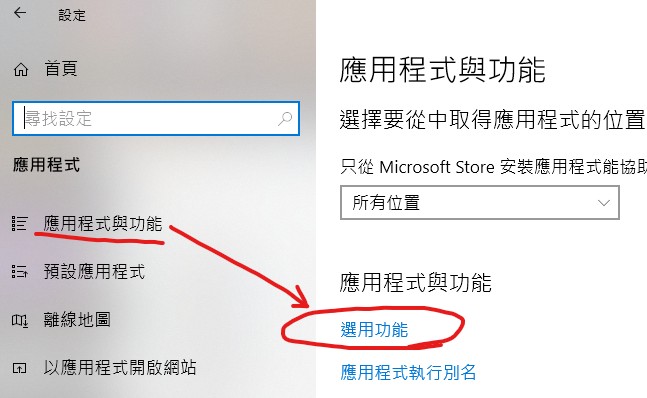 設定
首頁
尋找設定
應用程式
應用程式與功能
預設應用程式
離線地圖
以應用程式開啟網站
應用程式與功能
選擇要從中取得應用程式的位置
只從 Microsoft Store 安裝應用程式能協助
所有位置
應用程式與功能
選用功能
應用程式執行別名